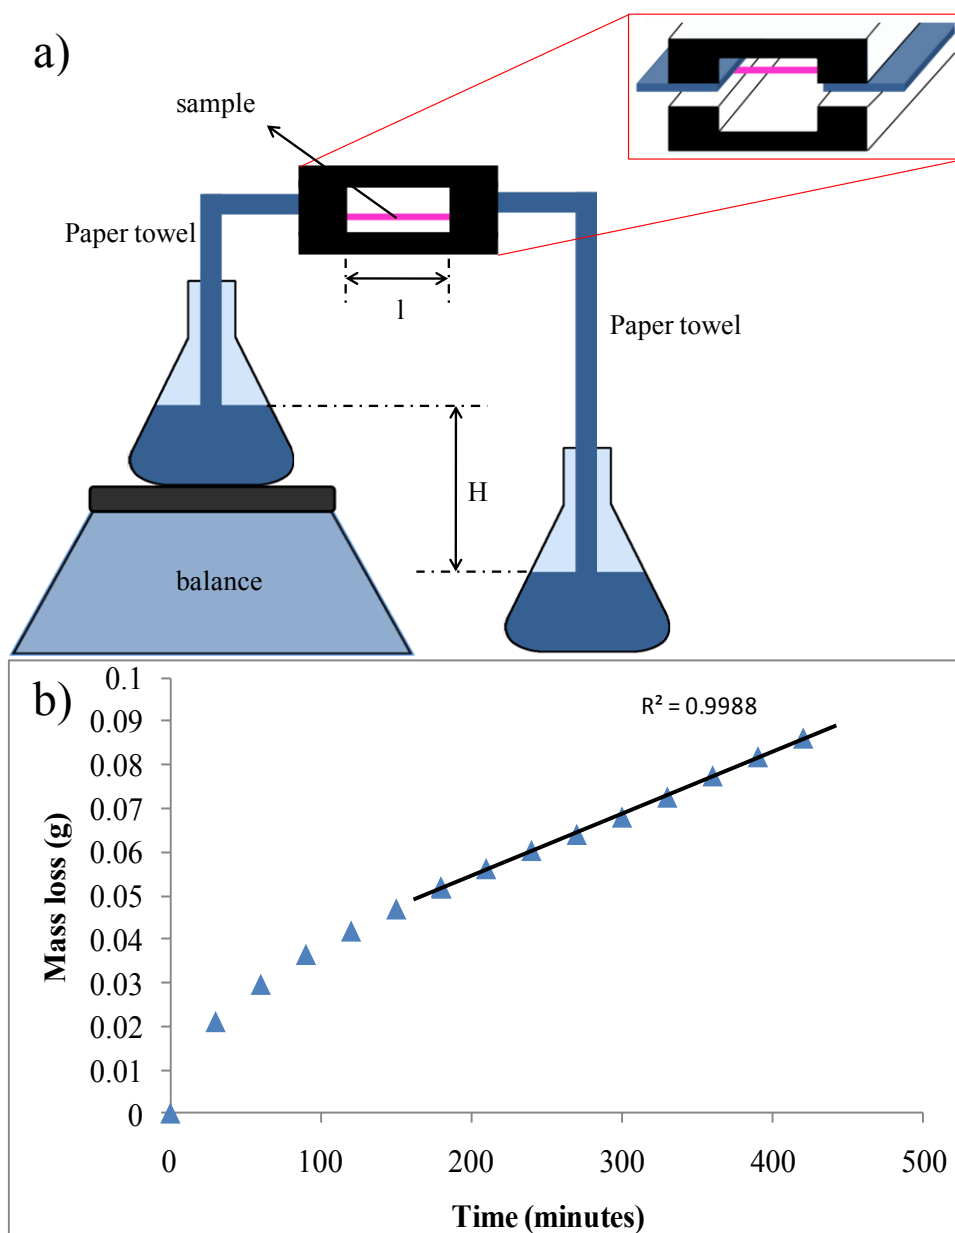 a)
sample
Paper towel
l
Paper towel
H
balance
b)
R² = 0.9988
Mass loss (g)
0.1
0.09
0.08
0.07
0.06
0.05
0.04
0.03
0.02
0.01
0
0 100 200 300 400 500
Time (minutes)